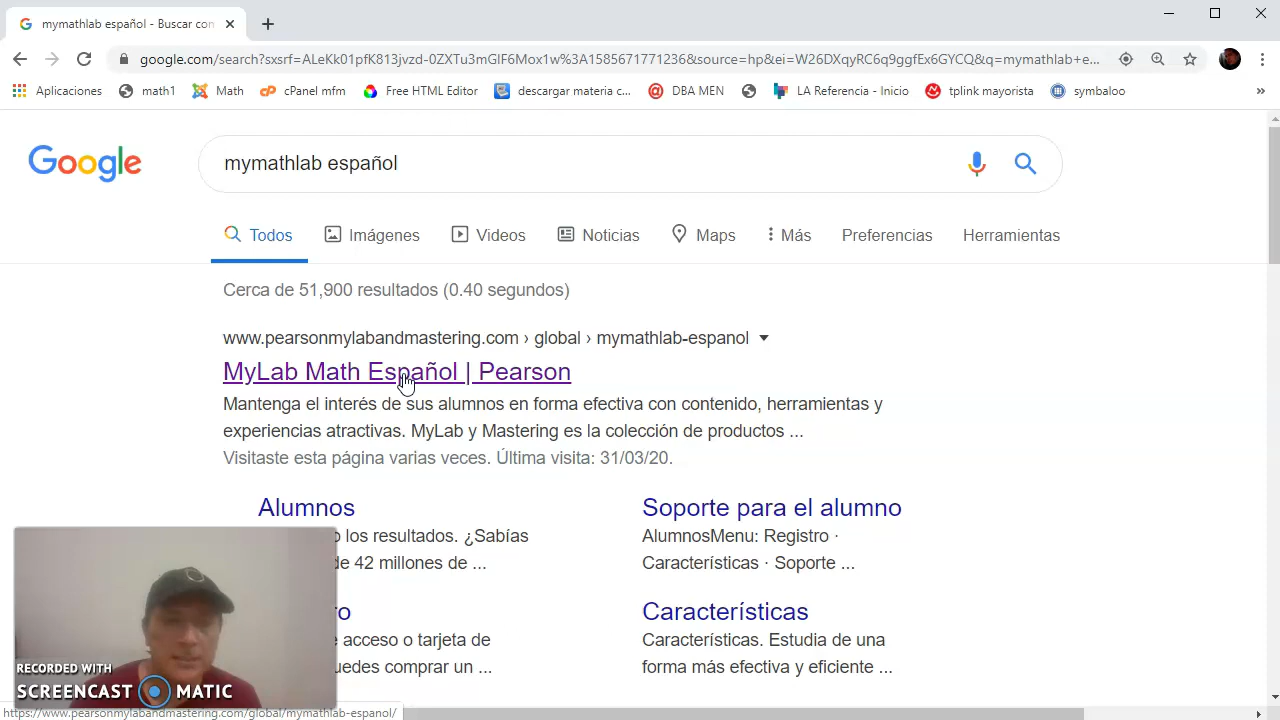 mymathlab español - Buscar con
google.com/search?sxsrf=ALeKk01pfK813jvzd-0ZXTu3mGlF6Mox1w%3A1585671771236&source=hp&ei=W26DXqyRC6q9ggfEx6GYCQ&q=mymathlab+e...
Aplicaciones math1 Math cPanel mfm Free HTML Editor descargar materia c... DBA MEN LA Referencia - Inicio tplink mayorista symbaloo »
Google mymathlab español
Todos Imágenes Videos Noticias Maps Más Preferencias Herramientas
Cerca de 51,900 resultados (0.40 segundos)
www.pearsonmylabandmastering.com › global › mymathlab-espanol
MyLab Math Español | Pearson
Mantenga el interés de sus alumnos en forma efectiva con contenido, herramientas y
experiencias atractivas. MyLab y Mastering es la colección de productos ...
Visitaste esta página varias veces. Última visita: 31/03/20.
Alumnos
o los resultados. ¿Sabías
de 42 millones de ...
Soporte para el alumno
AlumnosMenu: Registro ·
Características · Soporte ...
ro
acceso o tarjeta de
uedes comprar un ...
Características
Características. Estudia de una
forma más efectiva y eficiente ...
RECORDED WITH
SCREENCAST MATIC
https://www.pearsonmylabandmastering.com/global/mymathlab-espanol/